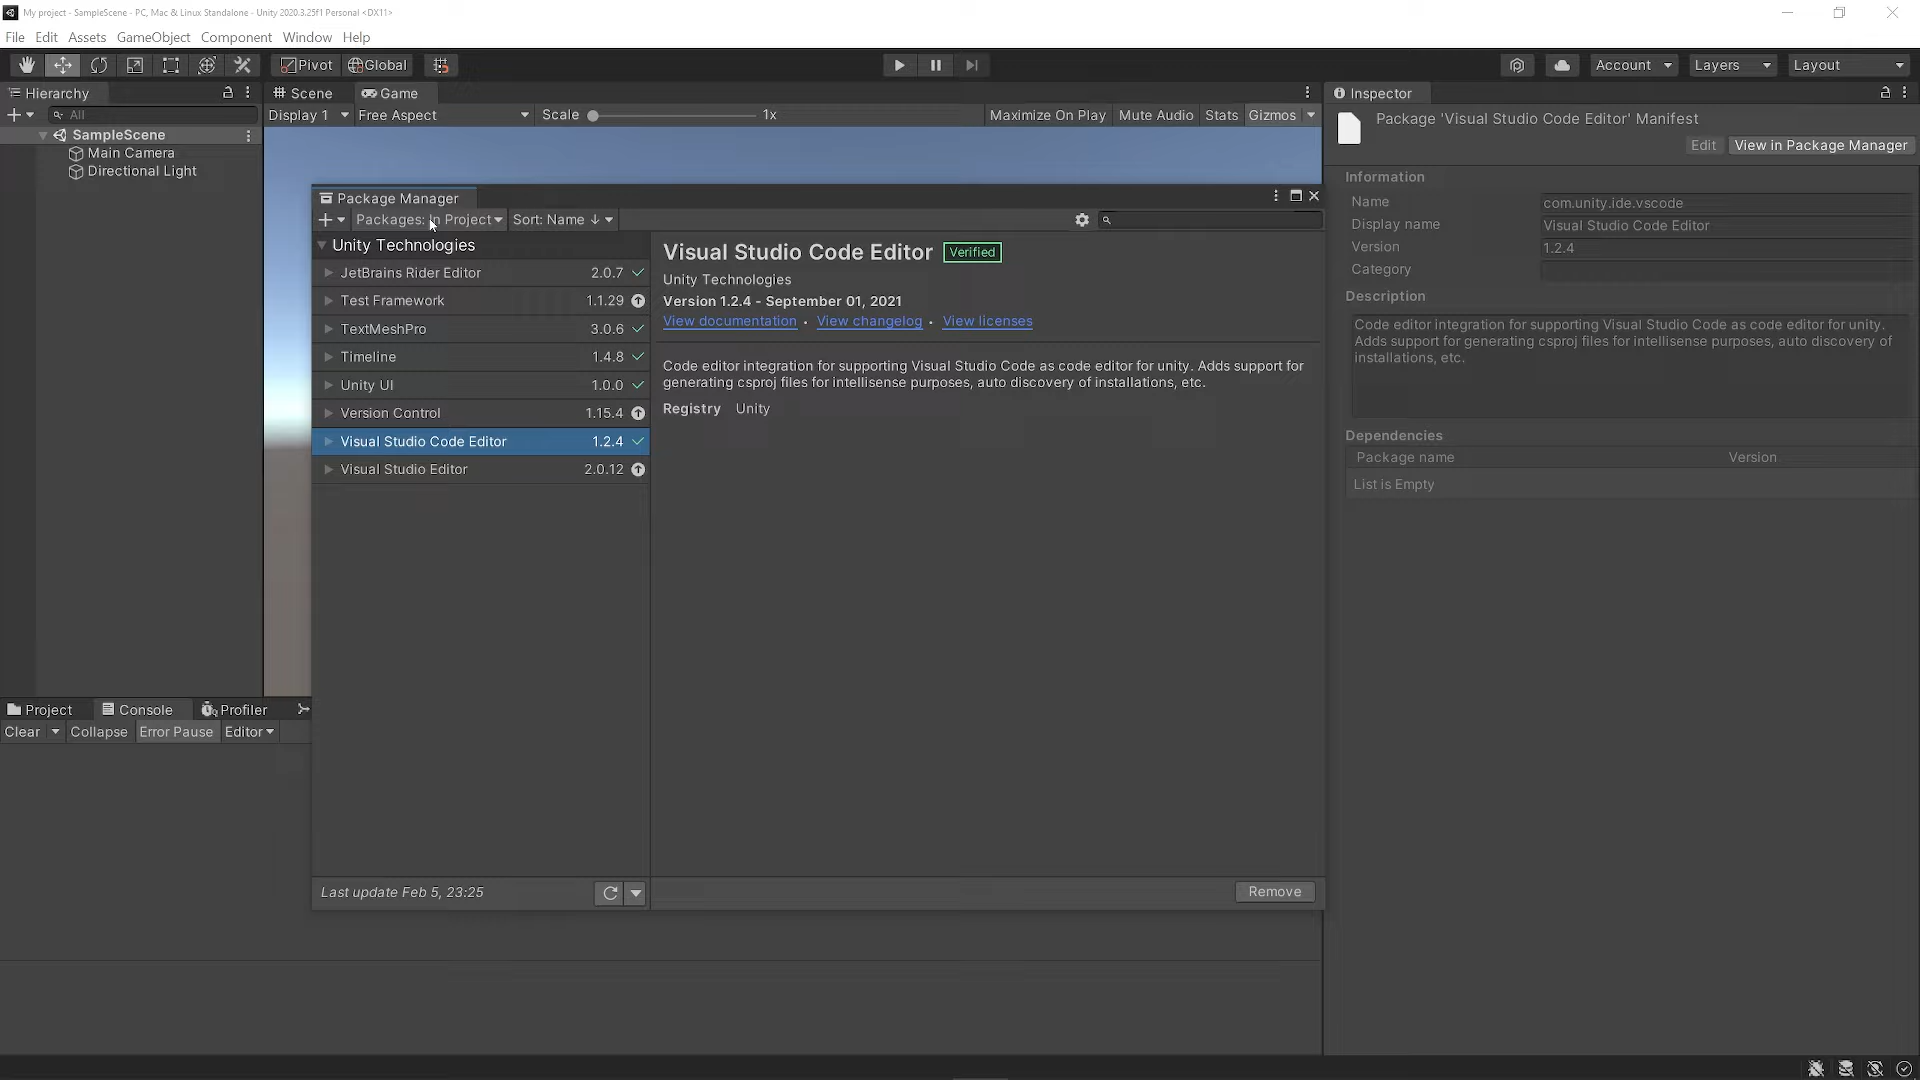 My project - SampleScene - PC, Mac & Linux Standalone - Unity 2020.3.25f1 Personal <DX11>
File Edit Assets GameObject Component Window Help
Pivot Global Account Layers Layout
Hierarchy Scene Game Inspector
All
Display 1 Free Aspect Scale 1x Maximize On Play Mute Audio Stats Gizmos
Package 'Visual Studio Code Editor' Manifest
Edit View in Package Manager
SampleScene
Main Camera
Directional Light
Package Manager
Packages: In Project Sort: Name ↓
Unity Technologies
JetBrains Rider Editor 2.0.7
Test Framework 1.1.29
TextMeshPro 3.0.6
Timeline 1.4.8
Unity UI 1.0.0
Version Control 1.15.4
Visual Studio Code Editor 1.2.4
Visual Studio Editor 2.0.12
Last update Feb 5, 23:25
Visual Studio Code Editor Verified
Unity Technologies
Version 1.2.4 - September 01, 2021
View documentation • View changelog • View licenses
Code editor integration for supporting Visual Studio Code as code editor for unity. Adds support for
generating csproj files for intellisense purposes, auto discovery of installations, etc.
Registry Unity
Remove
Information
Name com.unity.ide.vscode
Display name Visual Studio Code Editor
Version 1.2.4
Category
Description
Code editor integration for supporting Visual Studio Code as code editor for unity.
Adds support for generating csproj files for intellisense purposes, auto discovery of
installations, etc.
Dependencies
Package name Version
List is Empty
Project Console Profiler
Clear Collapse Error Pause Editor